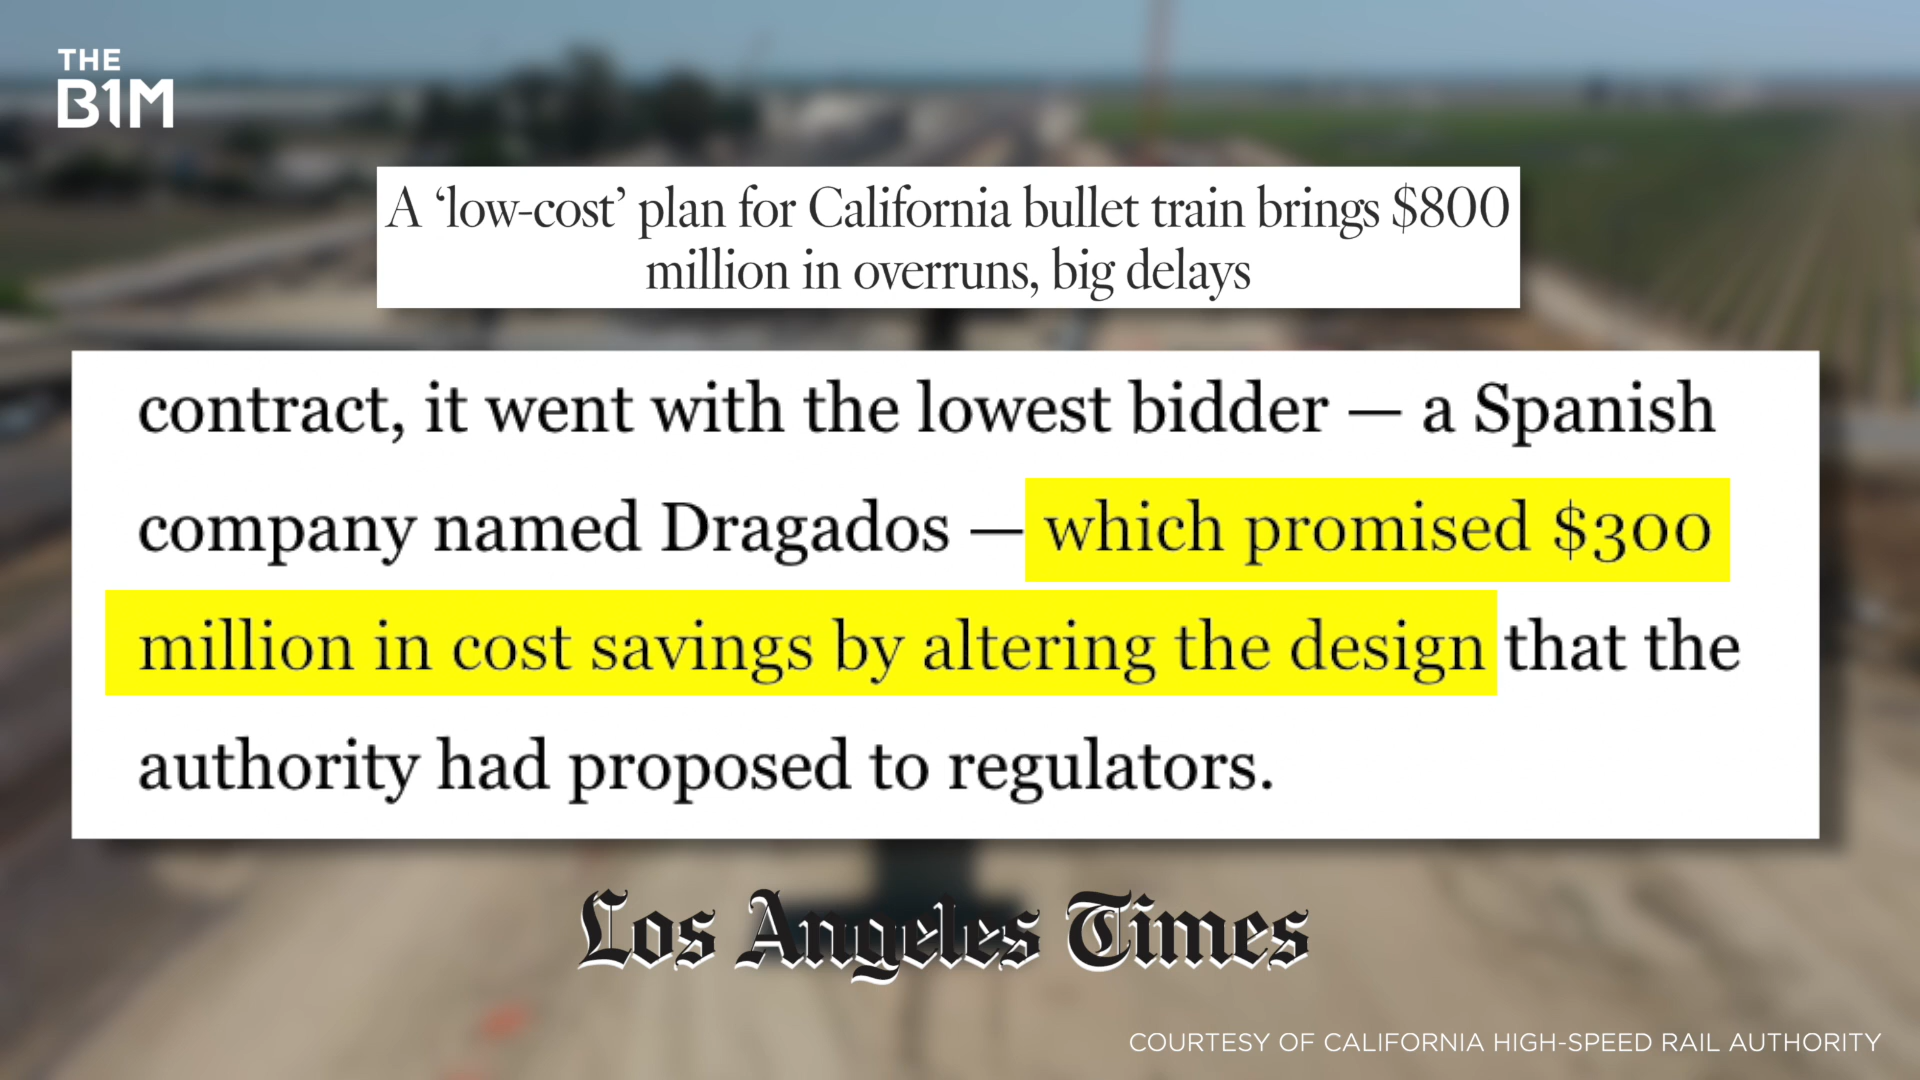 THE
B1M
A ‘low-cost’ plan for California bullet train brings $800
million in overruns, big delays
contract, it went with the lowest bidder — a Spanish
company named Dragados — which promised $300
million in cost savings by altering the design that the
authority had proposed to regulators.
Los Angeles Times
COURTESY OF CALIFORNIA HIGH-SPEED RAIL AUTHORITY